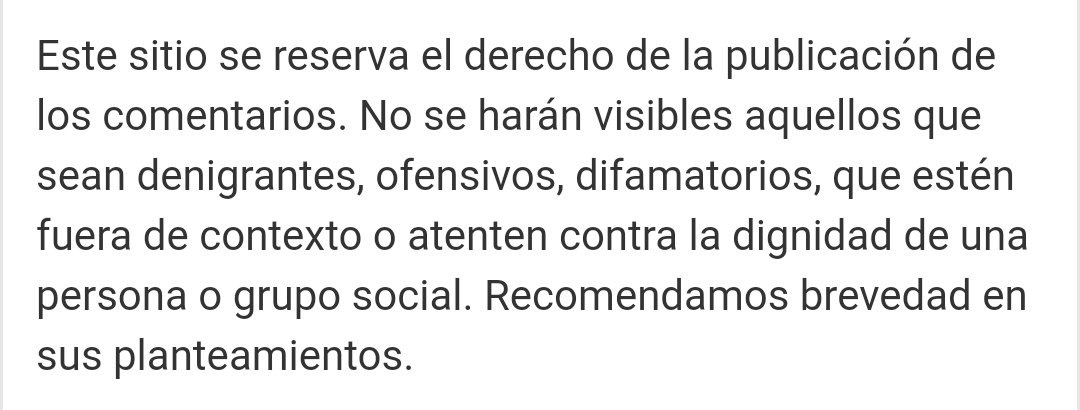 Este sitio se reserva el derecho de la publicación de
los comentarios. No se harán visibles aquellos que
sean denigrantes, ofensivos, difamatorios, que estén
fuera de contexto o atenten contra la dignidad de una
persona o grupo social. Recomendamos brevedad en
sus planteamientos.